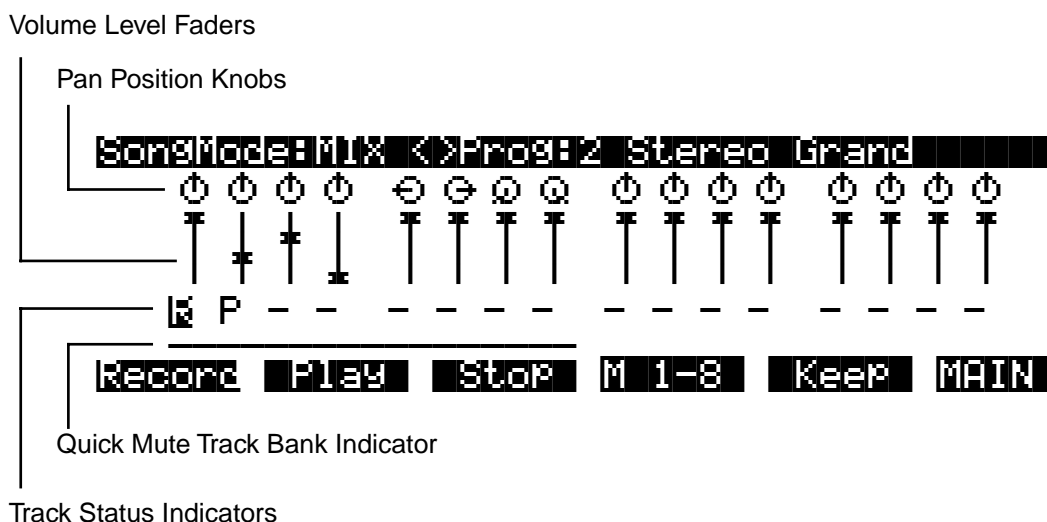 Volume Level Faders
Pan Position Knobs
SongMode:MIX <>Prog:2 Stereo Grand
R P - - - - - - - - - - - - - -
Record Play Stop M 1-8 Keep MAIN
Quick Mute Track Bank Indicator
Track Status Indicators